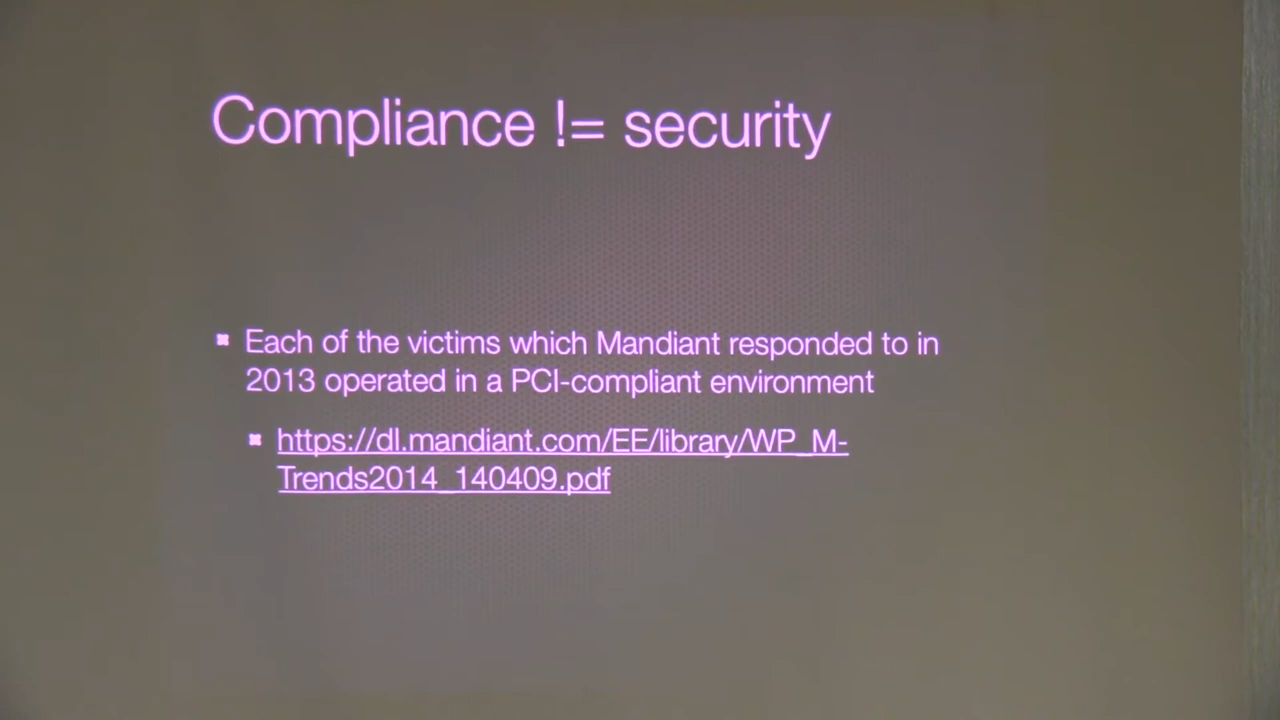 Compliance != security
Each of the victims which Mandiant responded to in
2013 operated in a PCI-compliant environment
https://dl.mandiant.com/EE/library/WP_M-
Trends2014_140409.pdf